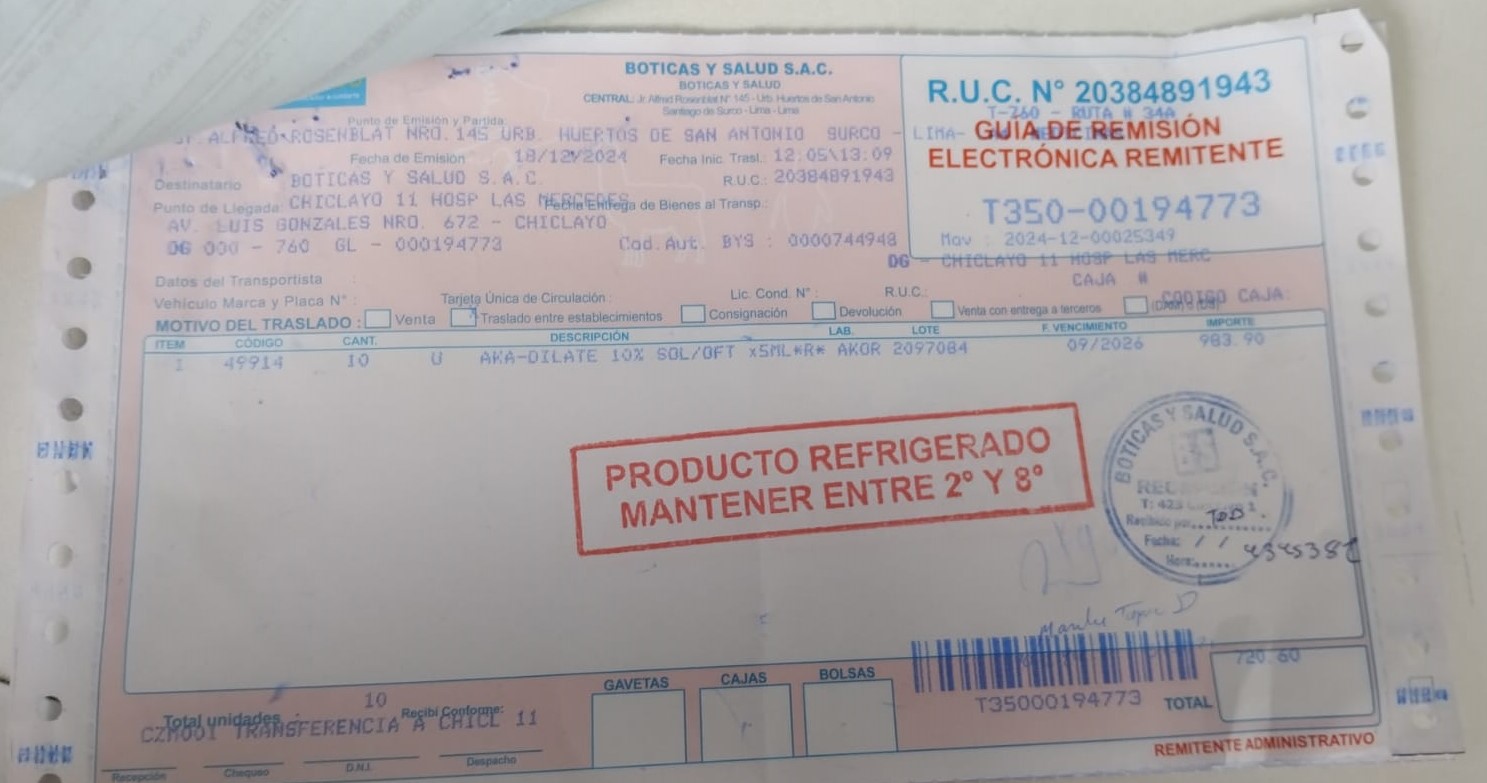 BOTICAS Y SALUD S.A.C.
BOTICAS Y SALUD
CENTRAL: Jr. Alfred Rosenblat N° 145 - Urb. Huertos de San Antonio
Santiago de Surco - Lima - Lima
R.U.C. N° 20384891943
T-760 - RUTA # 34A
GUIA DE REMISIÓN
ELECTRÓNICA REMITENTE
T350-00194773
Mov : 2024-12-00025349
Punto de Emisión y Partida:
ALFREO ROSENBLAT NRO. 145 URB. HUERTOS DE SAN ANTONIO SURCO - LIMA-
Fecha de Emisión 18/12/2024 Fecha Inic. Trasl.: 12:05\13:09
Destinatario BOTICAS Y SALUD S.A.C. R.U.C.: 20384891943
Punto de Llegada CHICLAYO 11 HOSP LAS MERCEDES Fecha Entrega de Bienes al Transp.:
AV. LUIS GONZALES NRO. 672 - CHICLAYO
OG 000 - 760 GL - 000194773 Cod. Aut. BYS : 0000744948
DG - CHICLAYO 11 HOSP LAS MERC
Datos del Transportista :
CAJA #
Vehículo Marca y Placa N° : Tarjeta Única de Circulación : Lic. Cond. N° : R.U.C.:
CODIGO CAJA:
MOTIVO DEL TRASLADO : Venta Traslado entre establecimientos Consignación Devolución Venta con entrega a terceros
ITEM CÓDIGO CANT. DESCRIPCIÓN LAB. LOTE F. VENCIMIENTO IMPORTE
1 49914 10 U AKA-DILATE 10% SOL/OFT x5ML*R* AKOR 2097084 09/2026 983.90
PRODUCTO REFRIGERADO
MANTENER ENTRE 2° Y 8°
BOTICAS Y SALUD S.A.C.
Recibido por
Fecha: / /
Hora:
T35000194773
TOTAL 720.60
GAVETAS CAJAS BOLSAS
Total unidades : 10 Recibí Conforme:
CZM001 TRANSFERENCIA A CHICL 11
Recepción Chequeo D.N.I. Despacho
REMITENTE ADMINISTRATIVO